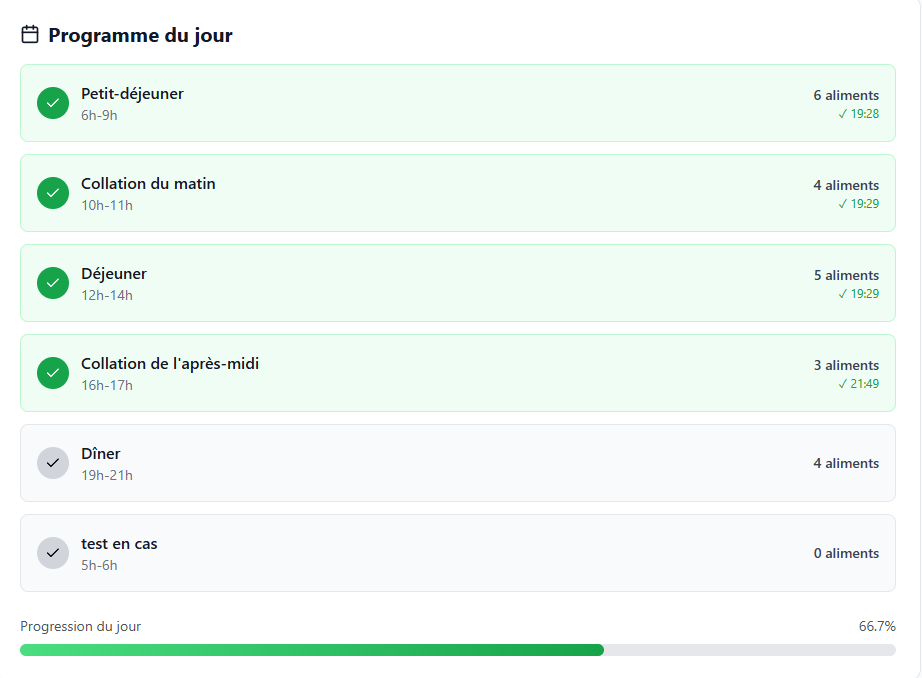 Programme du jour
Petit-déjeuner
6h-9h
6 aliments
✓ 19:28
Collation du matin
10h-11h
4 aliments
✓ 19:29
Déjeuner
12h-14h
5 aliments
✓ 19:29
Collation de l'après-midi
16h-17h
3 aliments
✓ 21:49
Dîner
19h-21h
4 aliments
test en cas
5h-6h
0 aliments
Progression du jour
66.7%